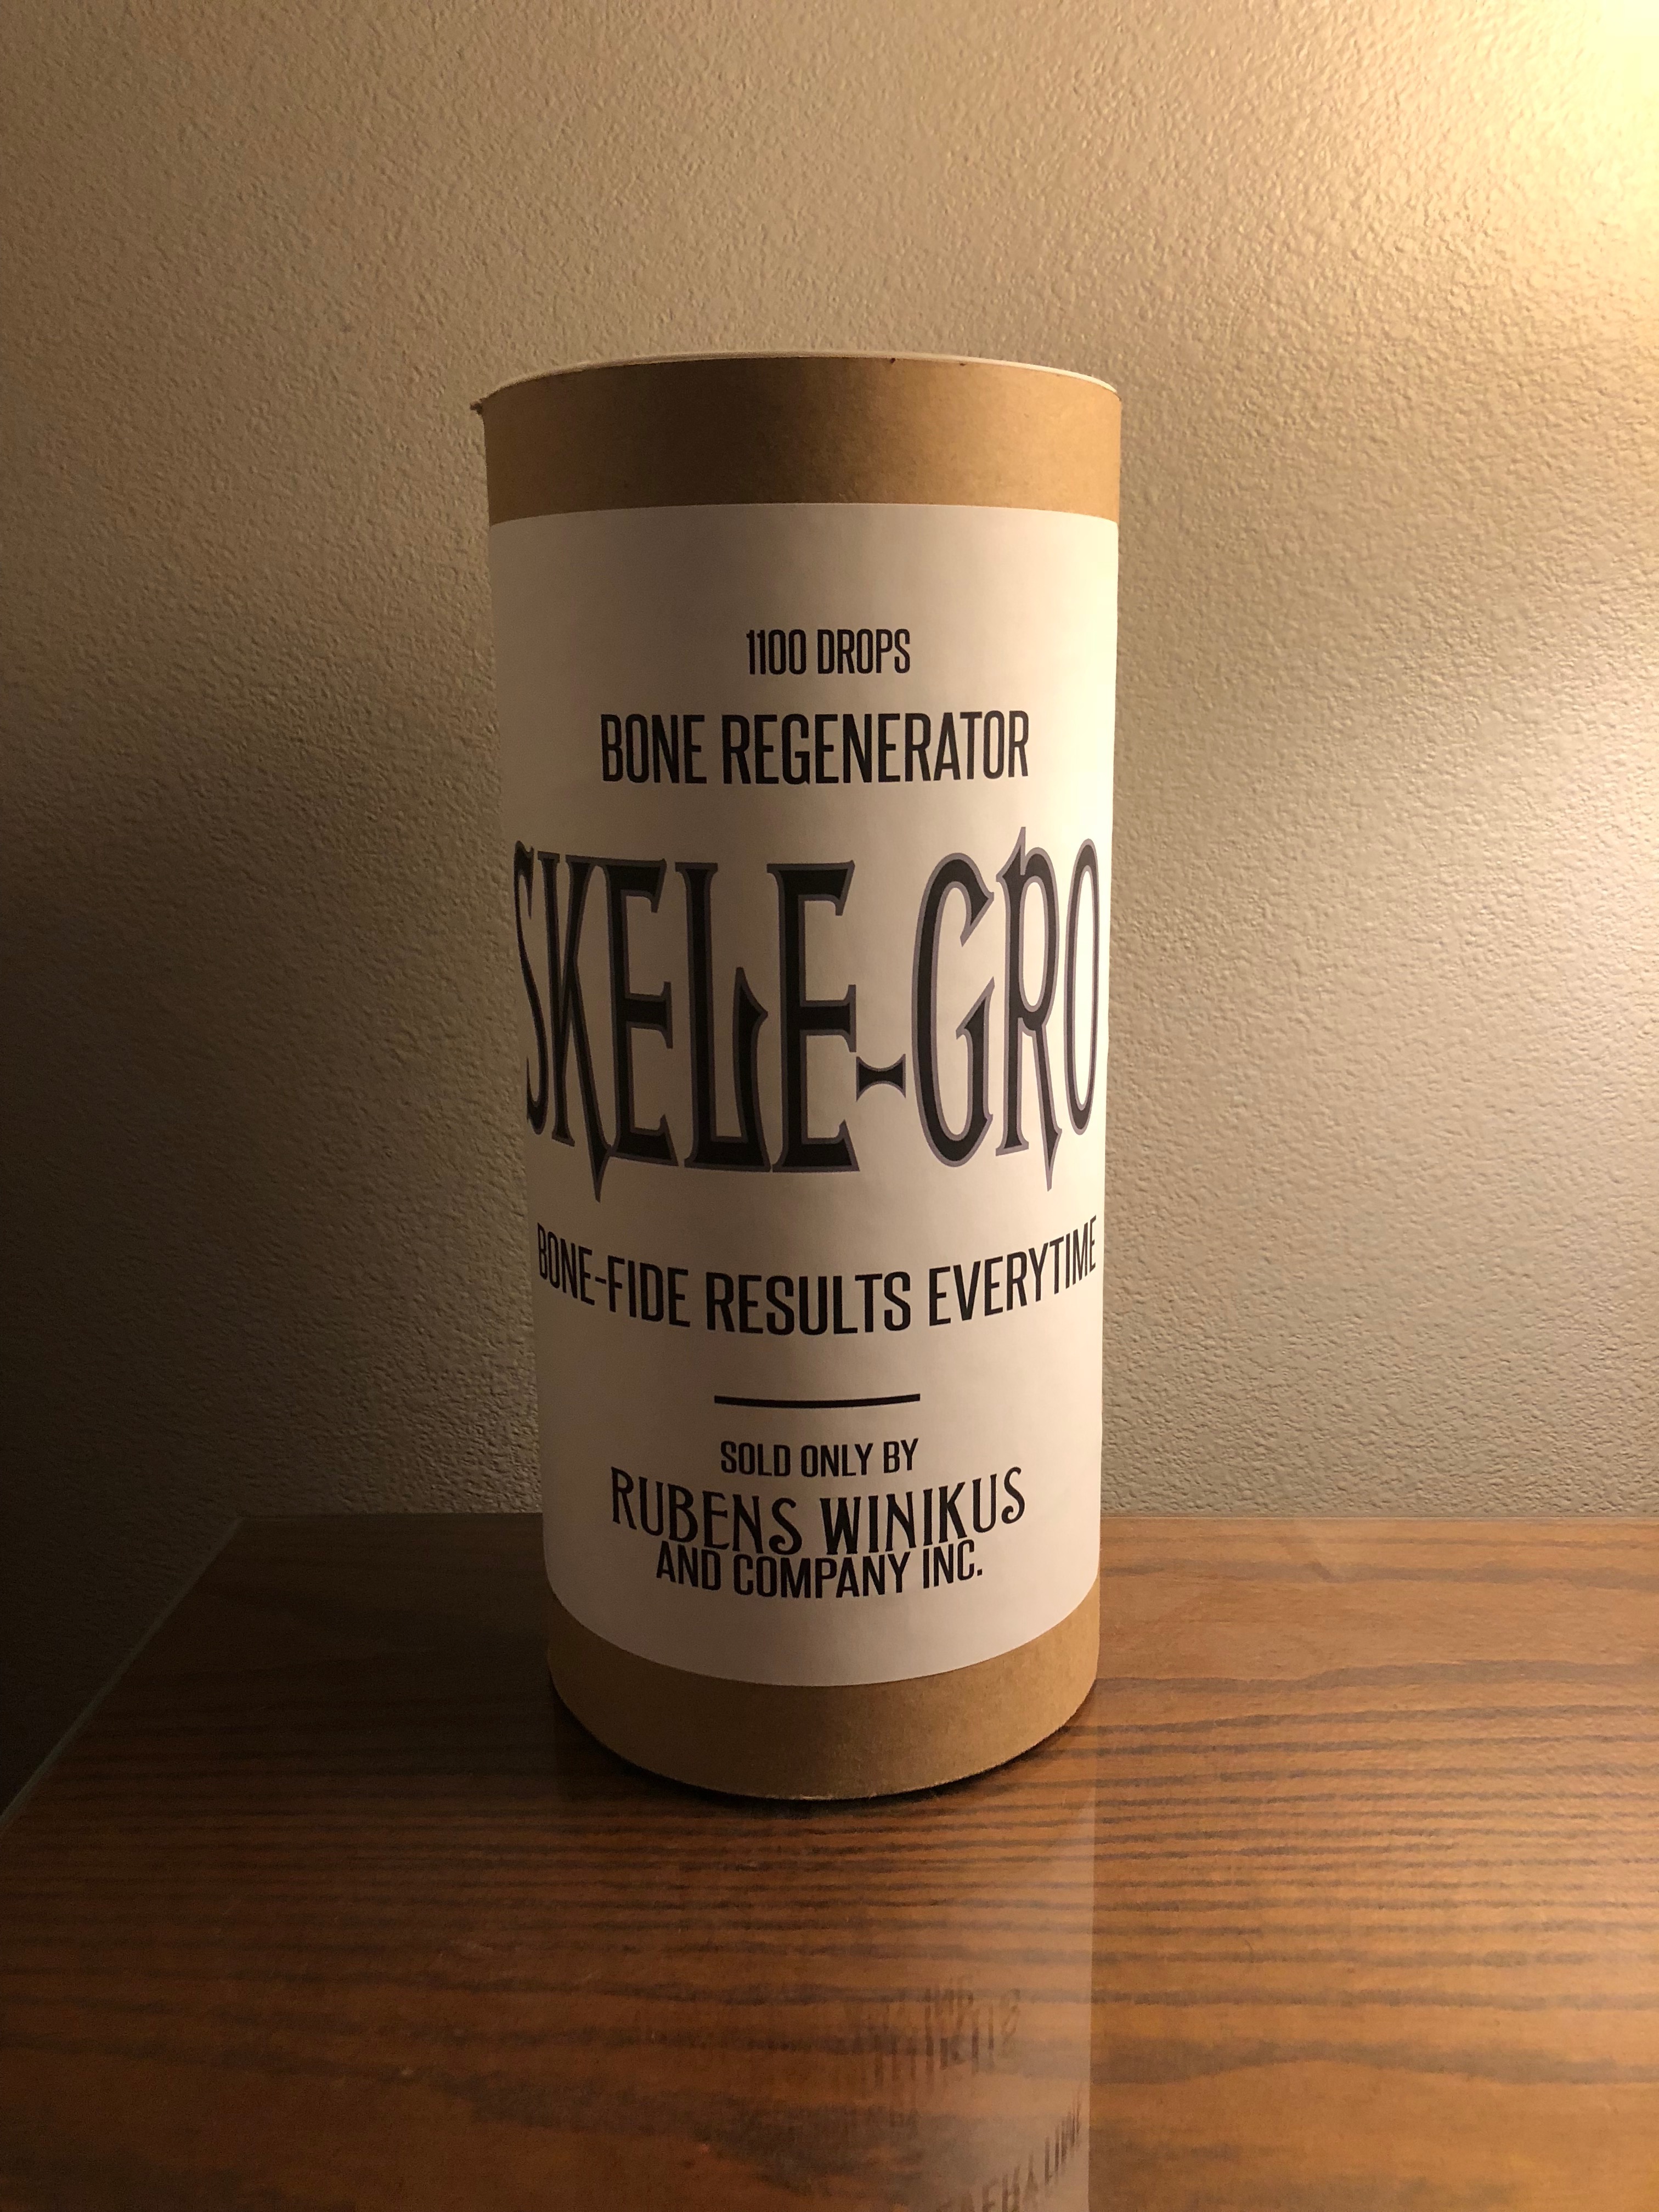 1100 DROPS
BONE REGENERATOR
SKELE-GRO
BONE-FIDE RESULTS EVERYTIME
SOLD ONLY BY
RUBENS WINIKUS
AND COMPANY INC.